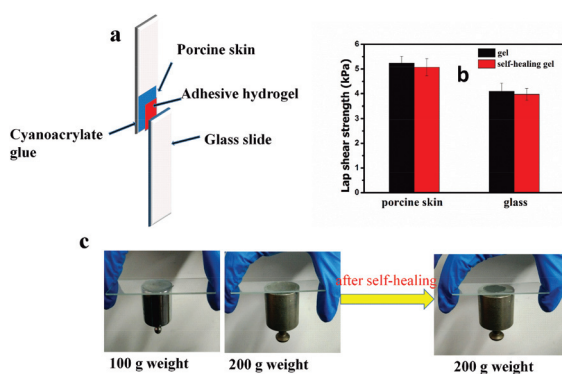 a
Porcine skin
Adhesive hydrogel
Cyanoacrylate
glue
Glass slide
b
gel
self-healing gel
Lap shear strength (kPa)
6
5
4
3
2
1
0
porcine skin
glass
c
after self-healing
100 g weight
200 g weight
200 g weight